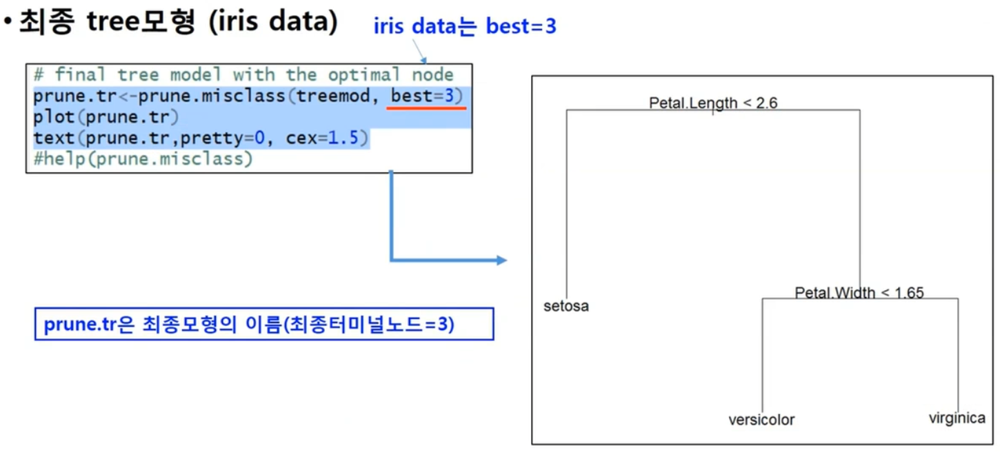 • 최종 tree모형 (iris data)
iris data는 best=3
# final tree model with the optimal node
prune.tr<-prune.misclass(treemod, best=3)
plot(prune.tr)
text(prune.tr,pretty=0, cex=1.5)
#help(prune.misclass)
prune.tr은 최종모형의 이름(최종터미널노드=3)
Petal.Length < 2.6
setosa
Petal.Width < 1.65
versicolor
virginica